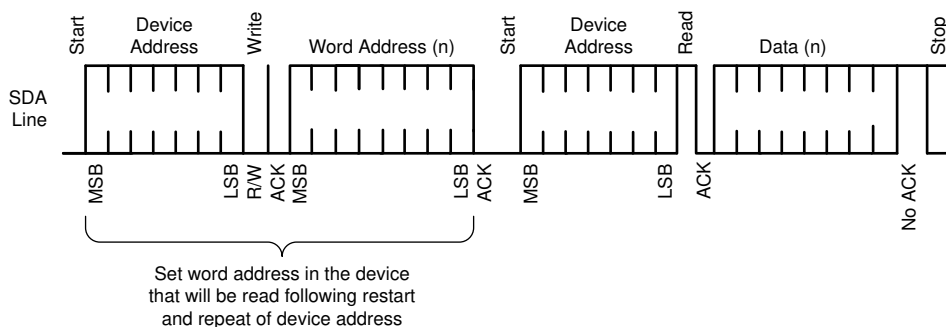 Start
Device
Address
Write
Word Address (n)
Start
Device
Address
Read
Data (n)
Stop
SDA
Line
MSB
LSB
R/W
ACK
MSB
LSB
ACK
MSB
LSB
ACK
No ACK
Set word address in the device
that will be read following restart
and repeat of device address